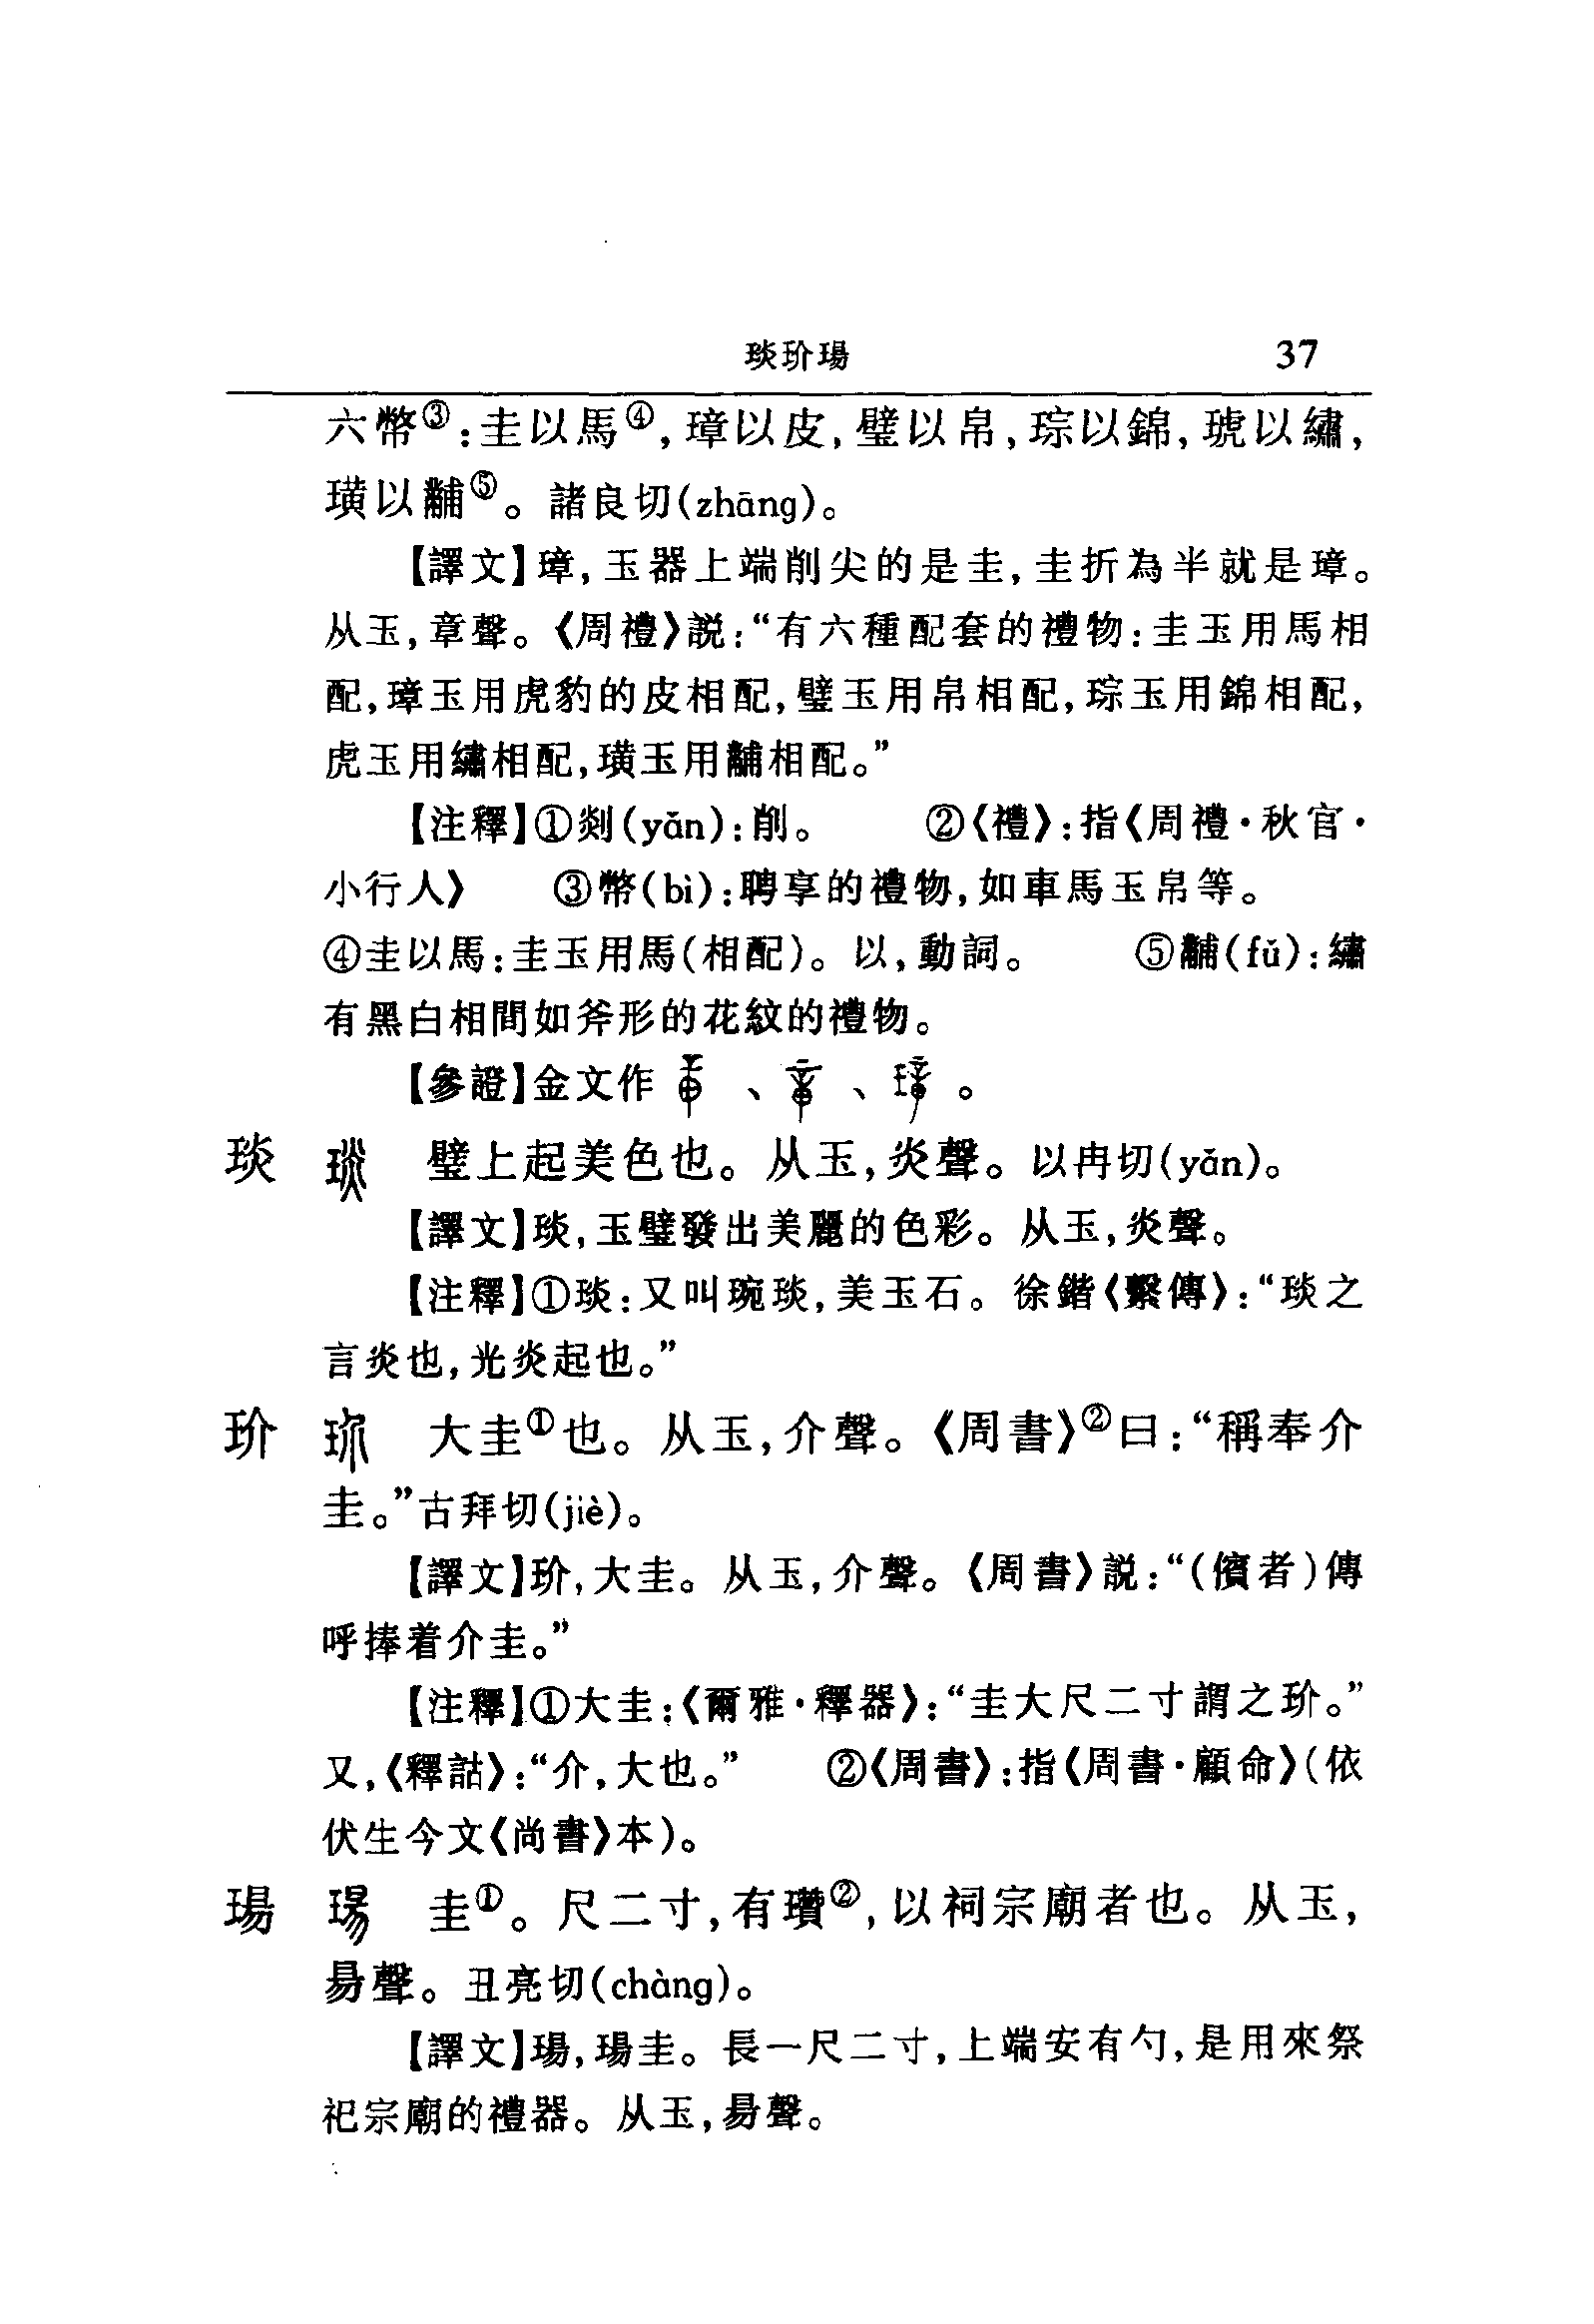 琰玠瑒 37
六幣③:圭以馬④,璋以皮,璧以帛,琮以錦,琥以繡,
璜以黼⑤。諸良切(zhāng)。
【譯文】璋,玉器上端削尖的是圭,圭折為半就是璋。
从玉,章聲。《周禮》説:“有六種配套的禮物:圭玉用馬相
配,璋玉用虎豹的皮相配,璧玉用帛相配,琮玉用錦相配,
虎玉用繡相配,璜玉用黼相配。”
【注釋】①剡(yǎn):削。 ②《禮》:指《周禮·秋官·
小行人》 ③幣(bì):聘享的禮物,如車馬玉帛等。
④圭以馬:圭玉用馬(相配)。以,動詞。 ⑤黼(fǔ):繡
有黑白相間如斧形的花紋的禮物。
【參證】金文作 、 、 。
琰 璧上起美色也。从玉,炎聲。以冉切(yǎn)。
【譯文】琰,玉璧發出美麗的色彩。从玉,炎聲。
【注釋】①琰:又叫琬琰,美玉石。徐鍇《繫傳》:“琰之
言炎也,光炎起也。”
玠 大圭①也。从玉,介聲。《周書》②曰:“稱奉介
圭。”古拜切(jiè)。
【譯文】玠,大圭。从玉,介聲。《周書》説:“(儐者)傳
呼捧着介圭。”
【注釋】①大圭:《爾雅·釋器》:“圭大尺二寸謂之玠。”
又,《釋詁》:“介,大也。” ②《周書》:指《周書·顧命》(依
伏生今文《尚書》本)。
瑒 圭①。尺二寸,有瓚②,以祠宗廟者也。从玉,
昜聲。丑亮切(chàng)。
【譯文】瑒,瑒圭。長一尺二寸,上端安有勺,是用來祭
祀宗廟的禮器。从玉,昜聲。